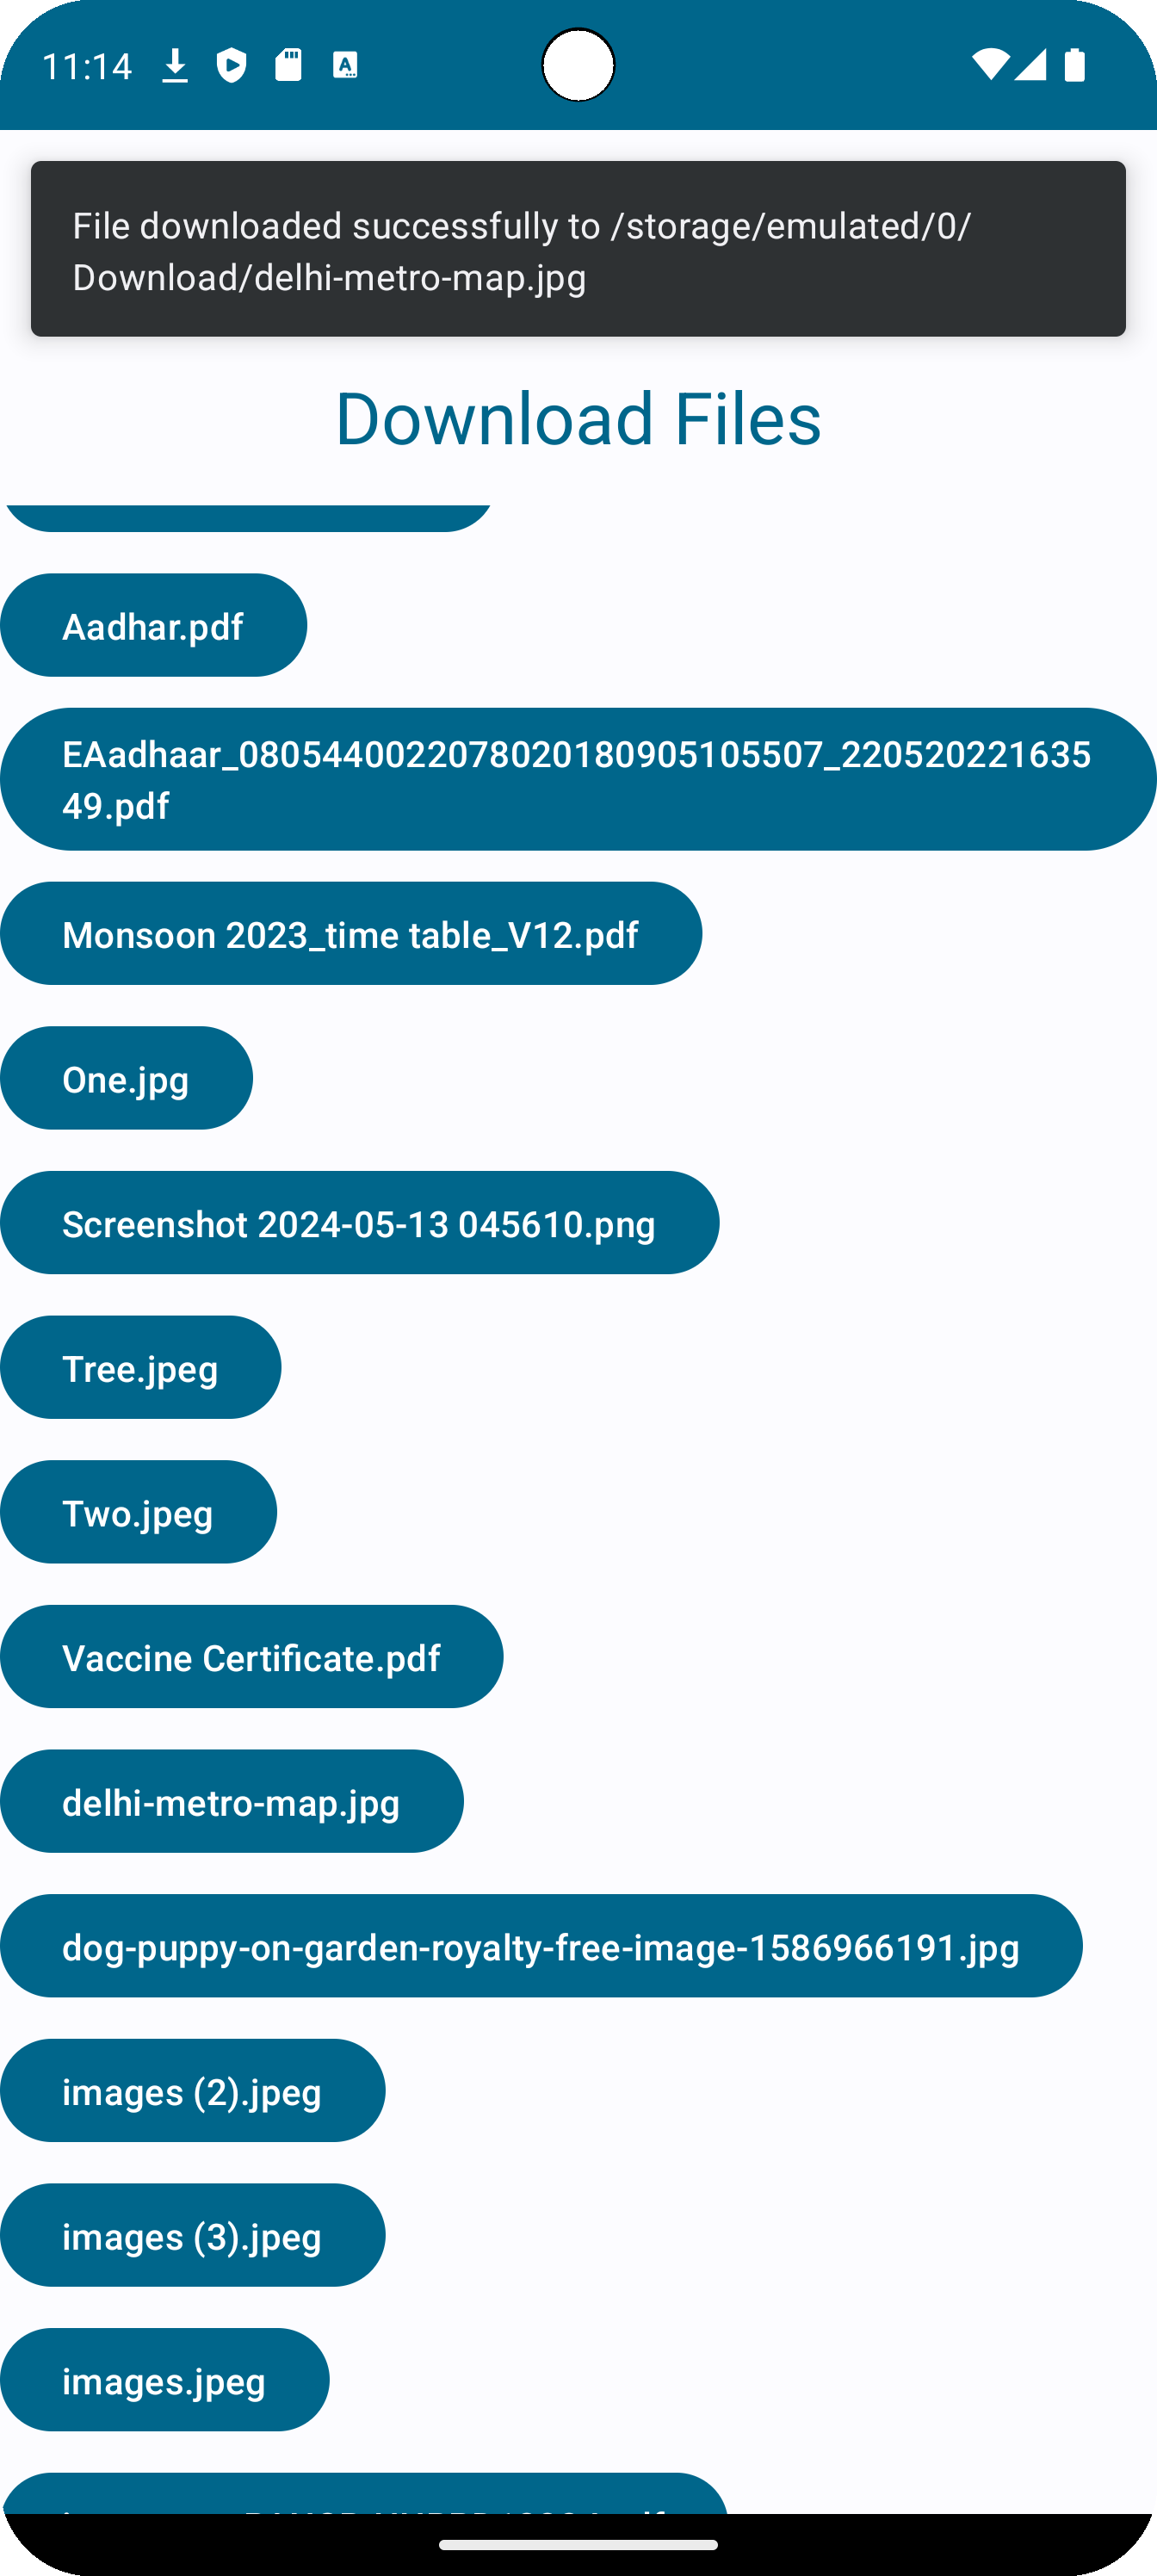 11:14
File downloaded successfully to /storage/emulated/0/
Download/delhi-metro-map.jpg
Download Files
Aadhar.pdf
EAadhaar_08054400220780201809051​05507_220520221635
49.pdf
Monsoon 2023_time table_V12.pdf
One.jpg
Screenshot 2024-05-13 045610.png
Tree.jpeg
Two.jpeg
Vaccine Certificate.pdf
delhi-metro-map.jpg
dog-puppy-on-garden-royalty-free-image-1586966191.jpg
images (2).jpeg
images (3).jpeg
images.jpeg